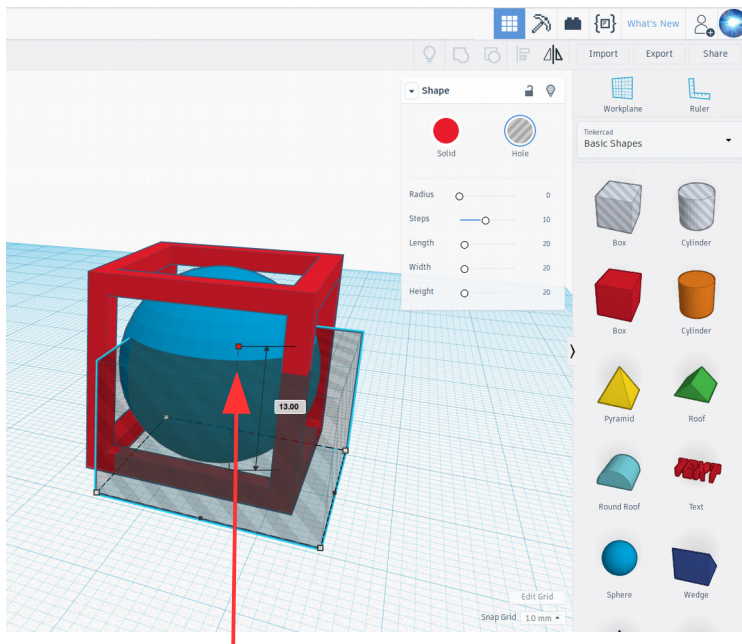 What's New
Import Export Share
Shape
Solid Hole
Radius 0
Steps 10
Length 20
Width 20
Height 20
13.00
Workplane Ruler
Tinkercad
Basic Shapes
Box Cylinder
Box Cylinder
Pyramid Roof
Round Roof Text
TEXT
Sphere Wedge
Edit Grid
Snap Grid 1.0 mm